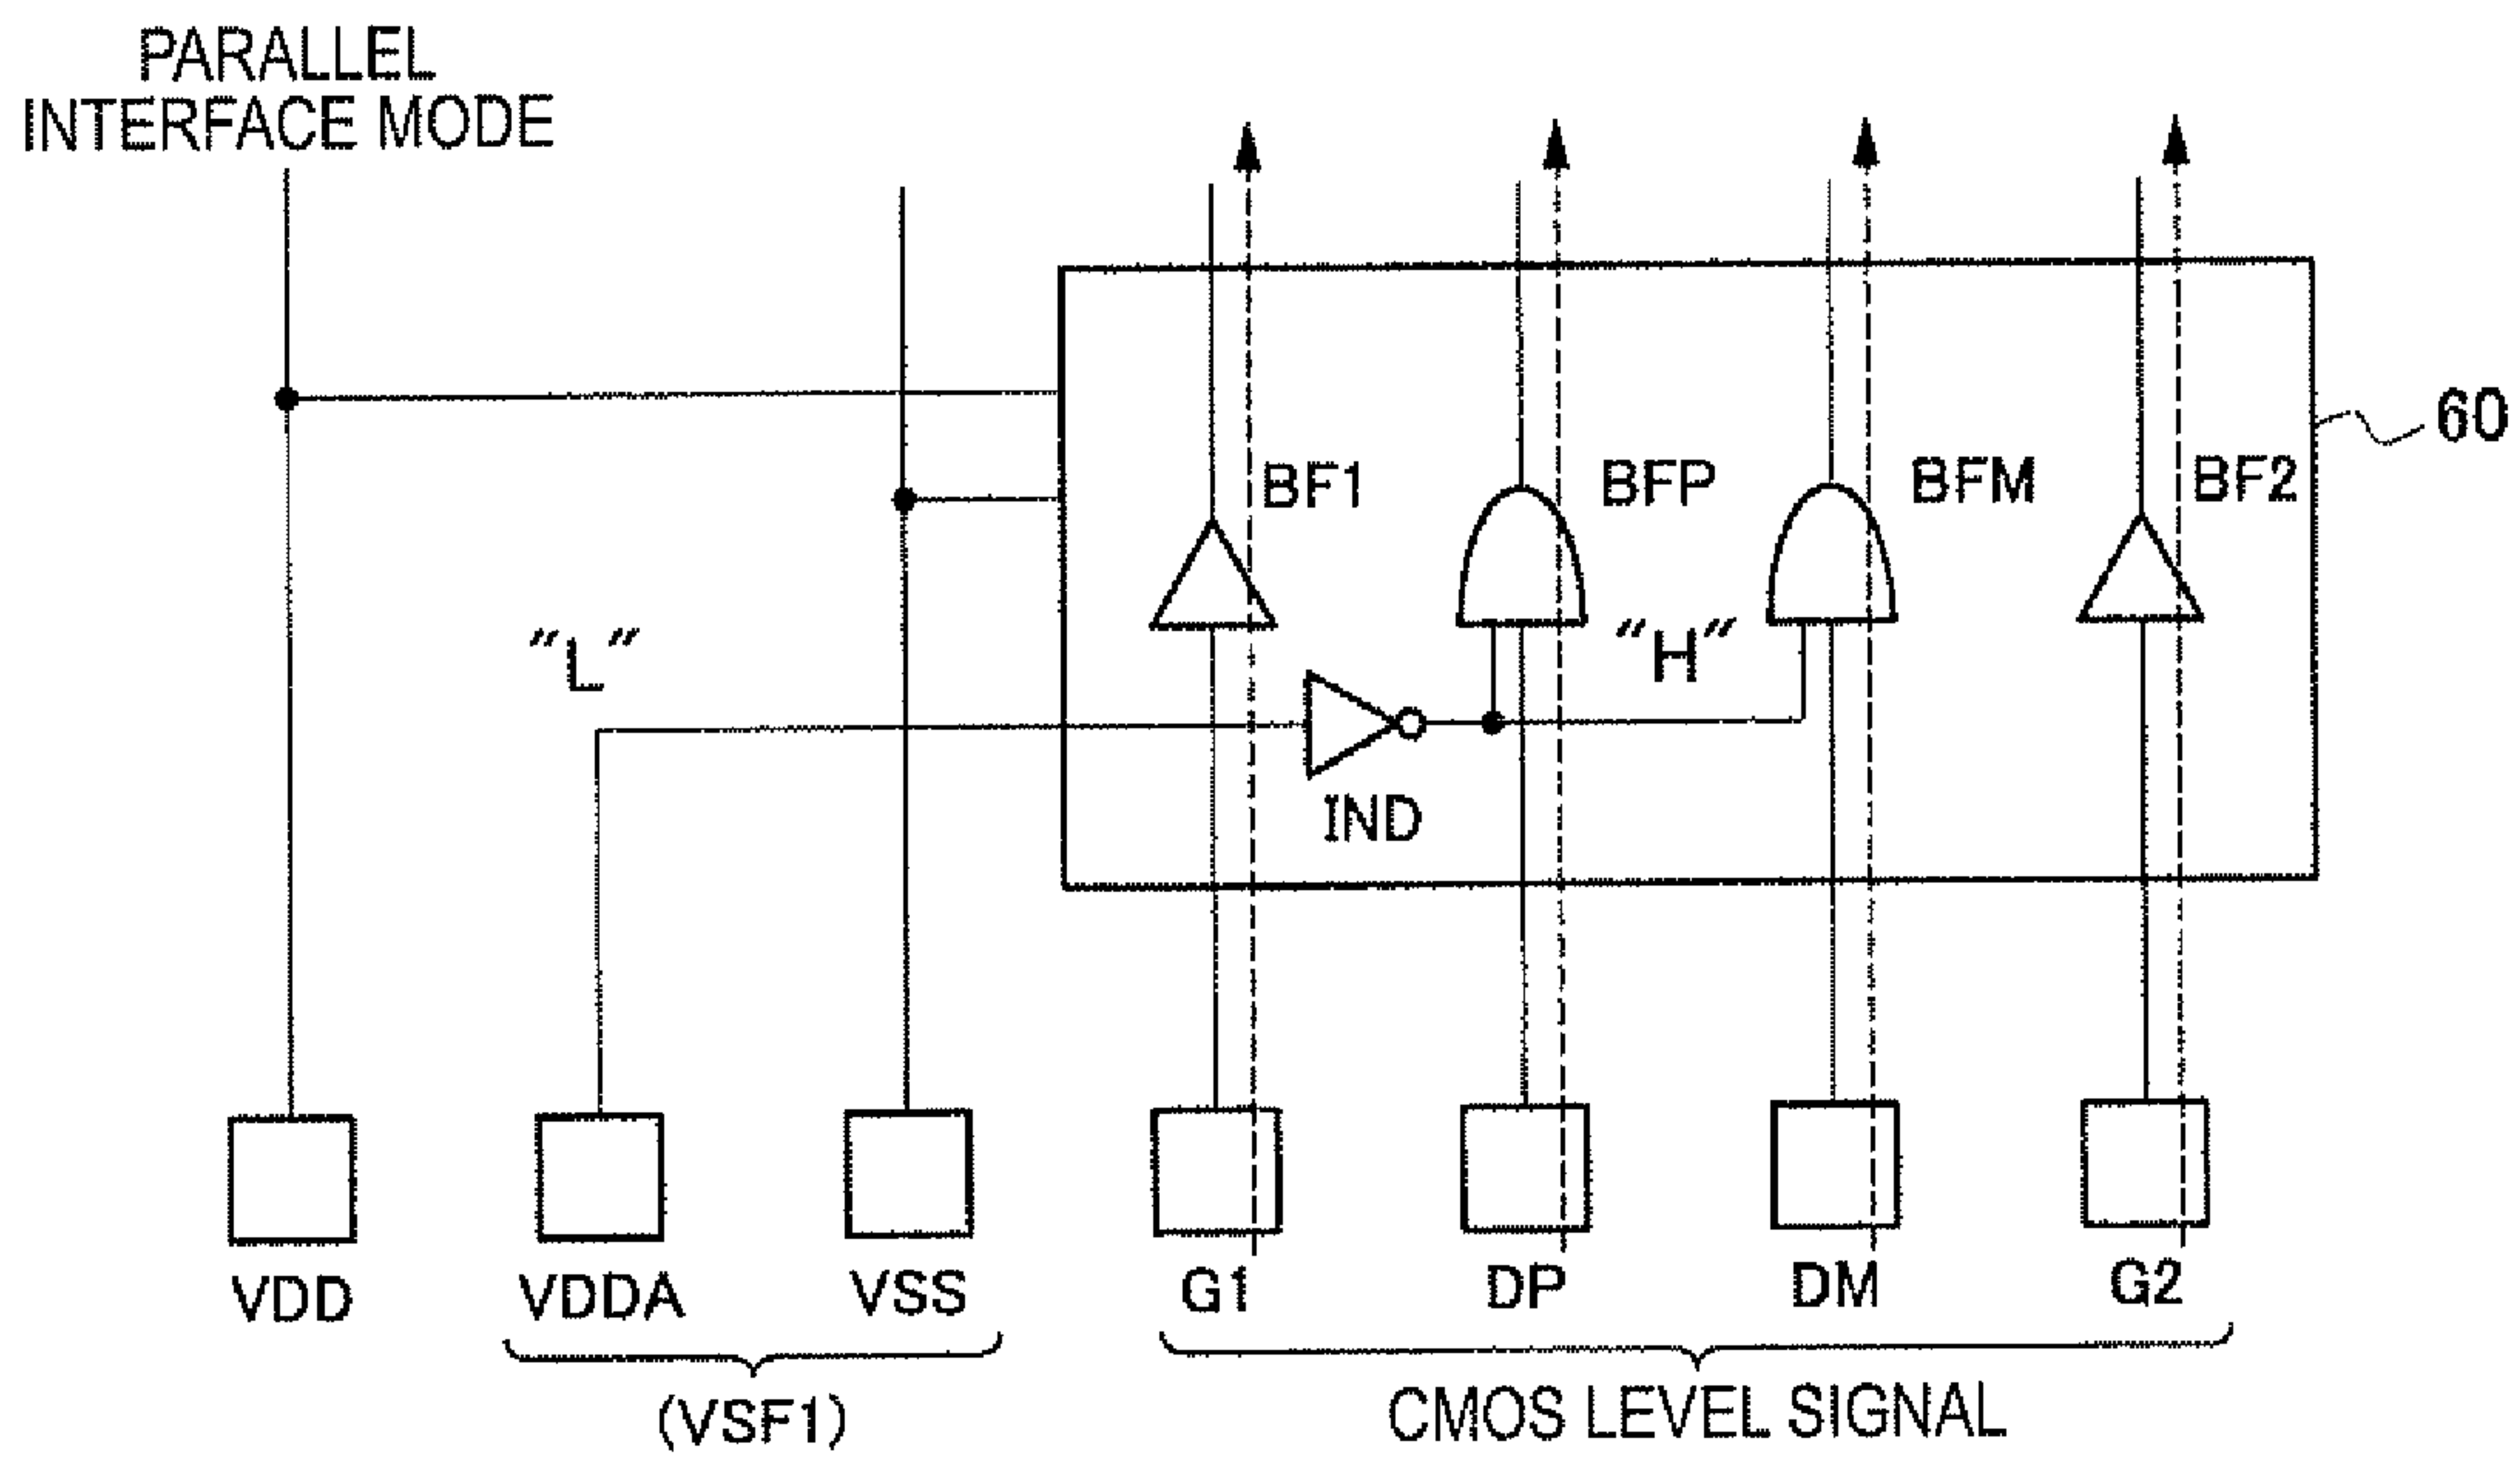 PARALLEL
INTERFACE MODE
60
BF1 BFP BFM BF2
"L" "H"
IND
VDD VDDA VSS G1 DP DM G2
(VSF1) CMOS LEVEL SIGNAL